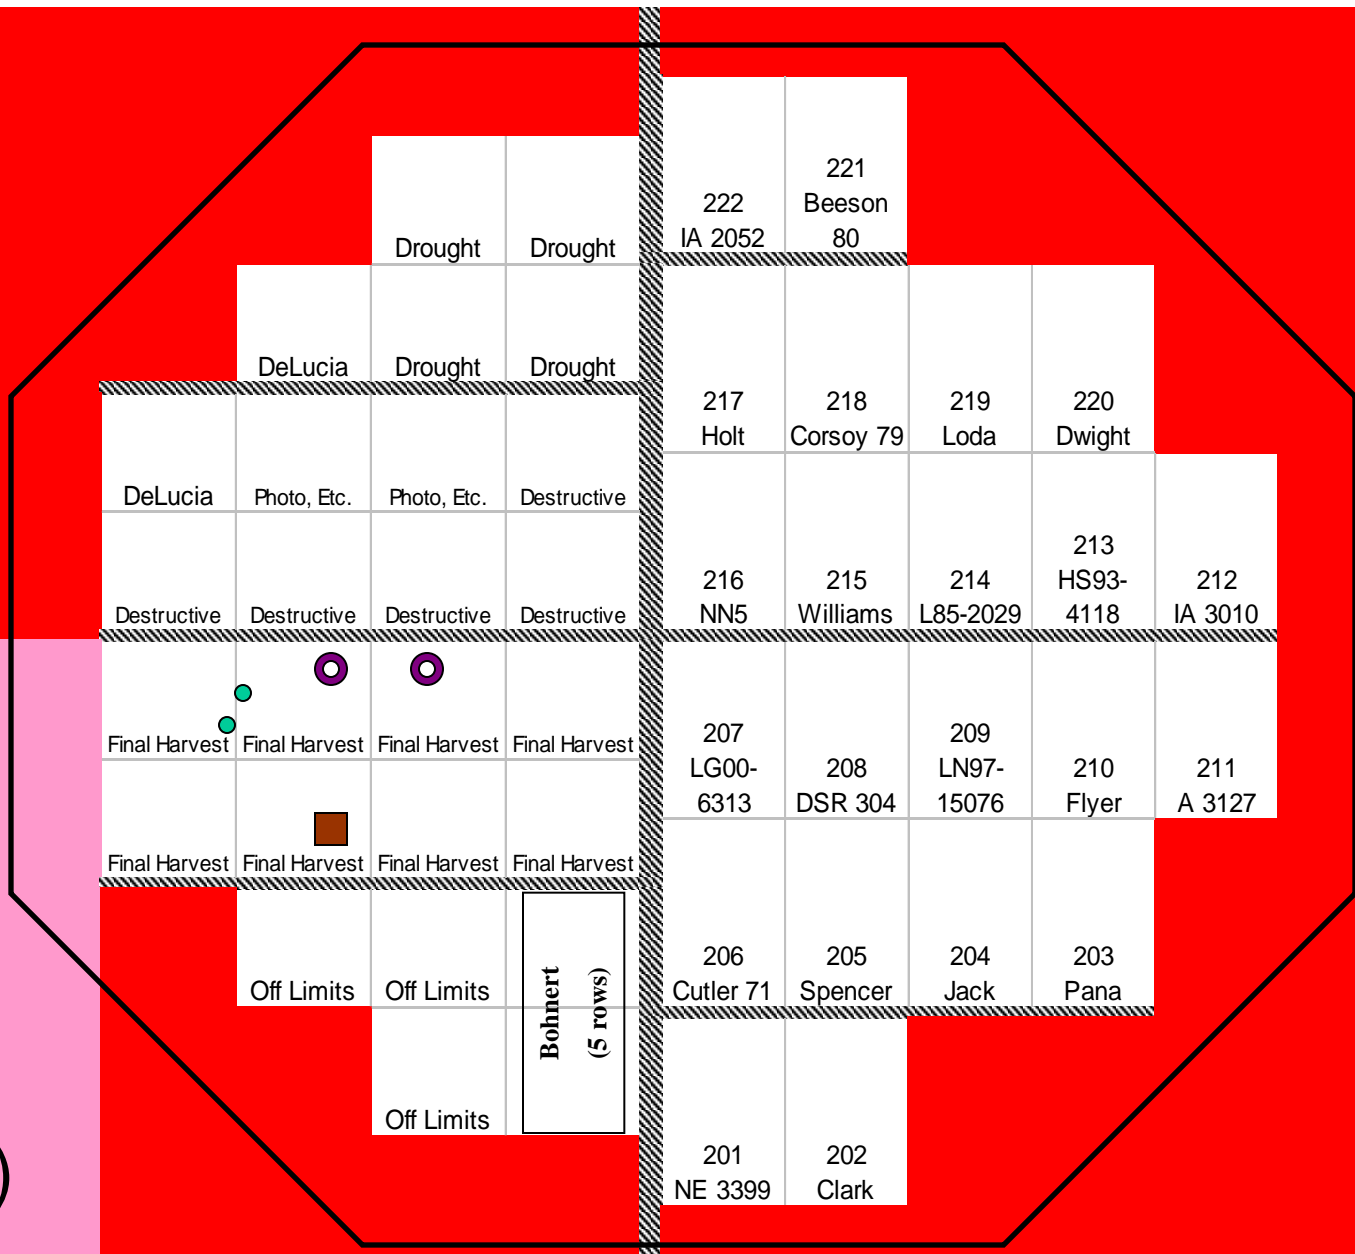 222
IA 2052
221
Beeson
80
Drought
Drought
DeLucia
Drought
Drought
217
Holt
218
Corsoy 79
219
Loda
220
Dwight
DeLucia
Photo, Etc.
Photo, Etc.
Destructive
Destructive
Destructive
Destructive
Destructive
216
NN5
215
Williams
214
L85-2029
213
HS93-
4118
212
IA 3010
Final Harvest
Final Harvest
Final Harvest
Final Harvest
207
LG00-
6313
208
DSR 304
209
LN97-
15076
210
Flyer
211
A 3127
Final Harvest
Final Harvest
Final Harvest
Final Harvest
Off Limits
Off Limits
Bohnert
(5 rows)
206
Cutler 71
205
Spencer
204
Jack
203
Pana
Off Limits
201
NE 3399
202
Clark